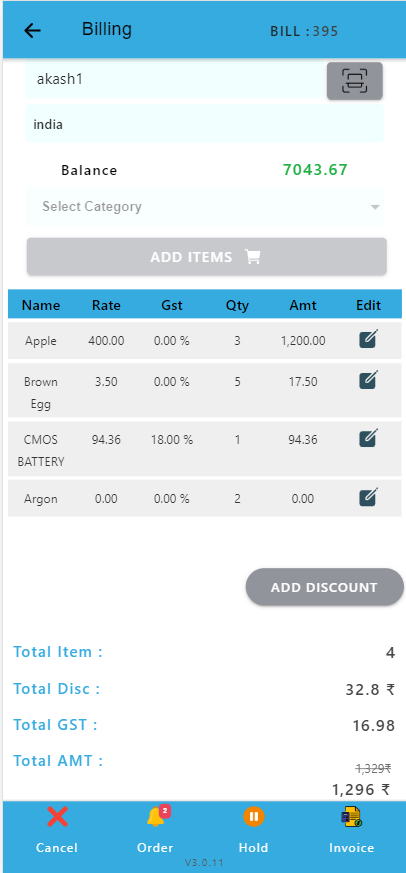 Billing BILL : 395
akash1
india
Balance 7043.67
Select Category
ADD ITEMS
Name Rate Gst Qty Amt Edit
Apple 400.00 0.00 % 3 1,200.00
Brown Egg 3.50 0.00 % 5 17.50
CMOS BATTERY 94.36 18.00 % 1 94.36
Argon 0.00 0.00 % 2 0.00
ADD DISCOUNT
Total Item : 4
Total Disc : 32.8 ₹
Total GST : 16.98
Total AMT : 1,329₹
1,296 ₹
2
Cancel Order Hold Invoice
V3.0.11